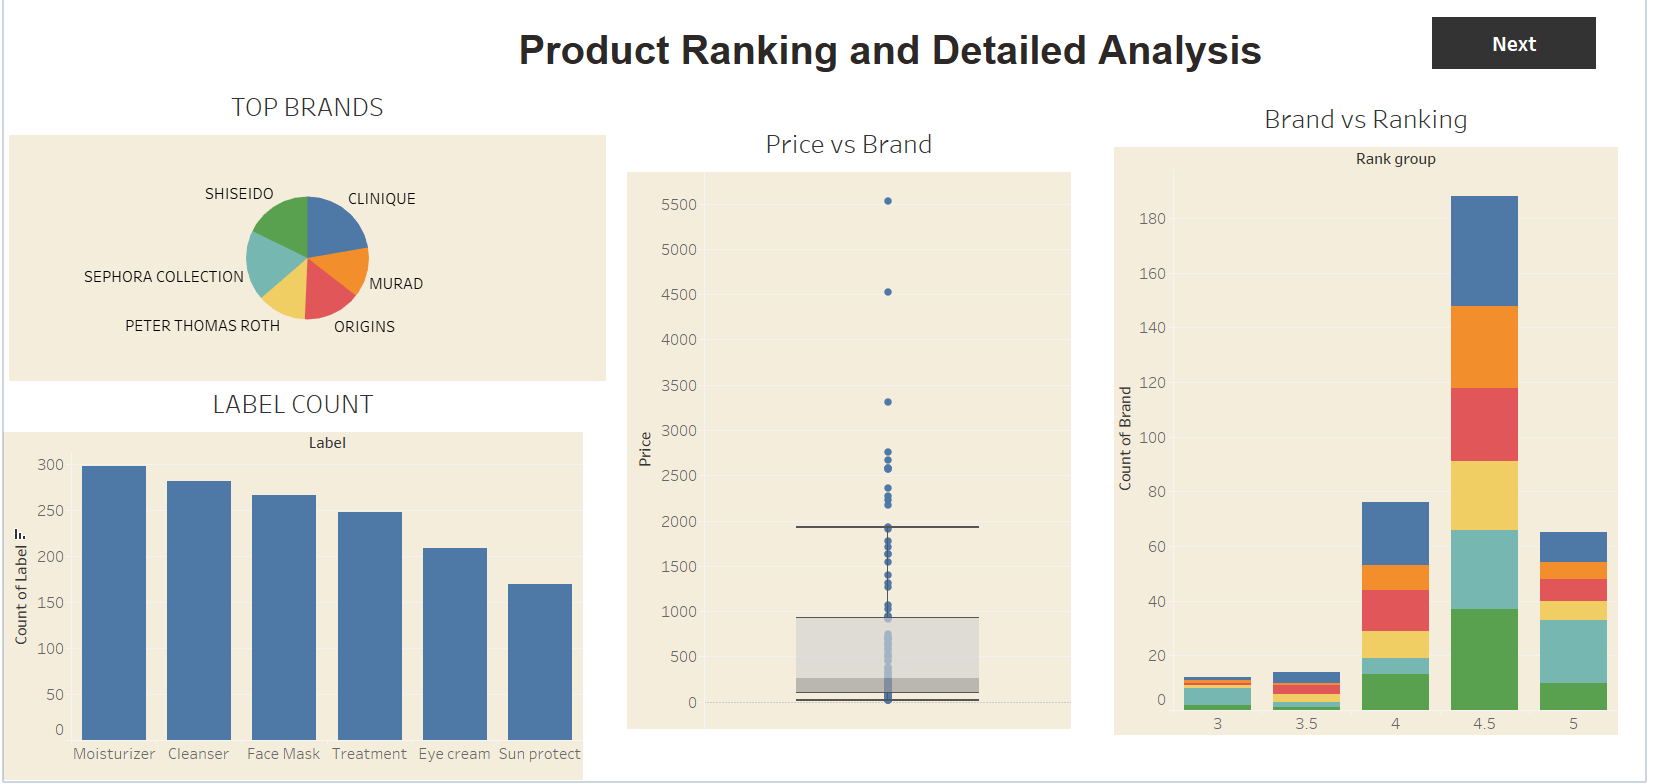 Product Ranking and Detailed Analysis
Next
TOP BRANDS
SHISEIDO
CLINIQUE
SEPHORA COLLECTION
MURAD
PETER THOMAS ROTH
ORIGINS
LABEL COUNT
Label
Count of Label
300
250
200
150
100
50
0
Moisturizer Cleanser Face Mask Treatment Eye cream Sun protect
Price vs Brand
Price
5500
5000
4500
4000
3500
3000
2500
2000
1500
1000
500
0
Brand vs Ranking
Rank group
Count of Brand
180
160
140
120
100
80
60
40
20
0
3 3.5 4 4.5 5